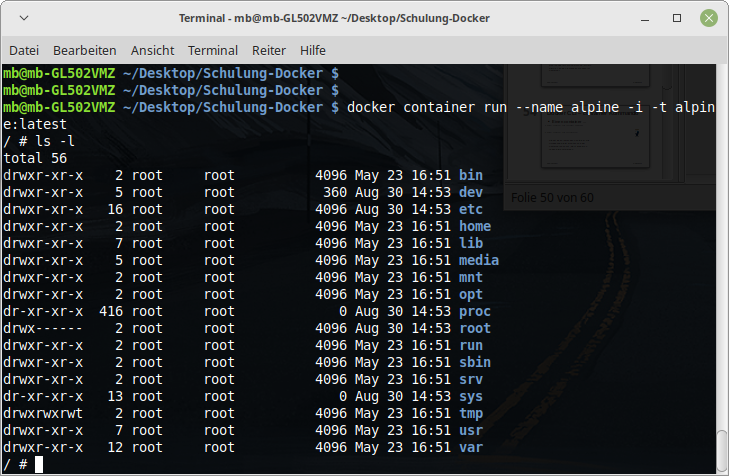 Terminal - mb@mb-GL502VMZ ~/Desktop/Schulung-Docker
Datei Bearbeiten Ansicht Terminal Reiter Hilfe
mb@mb-GL502VMZ ~/Desktop/Schulung-Docker $
mb@mb-GL502VMZ ~/Desktop/Schulung-Docker $
mb@mb-GL502VMZ ~/Desktop/Schulung-Docker $ docker container run --name alpine -i -t alpin
e:latest
/ # ls -l
total 56
drwxr-xr-x    2 root     root          4096 May 23 16:51 bin
drwxr-xr-x    5 root     root           360 Aug 30 14:53 dev
drwxr-xr-x   16 root     root          4096 Aug 30 14:53 etc
drwxr-xr-x    2 root     root          4096 May 23 16:51 home
drwxr-xr-x    7 root     root          4096 May 23 16:51 lib
drwxr-xr-x    5 root     root          4096 May 23 16:51 media
drwxr-xr-x    2 root     root          4096 May 23 16:51 mnt
drwxr-xr-x    2 root     root          4096 May 23 16:51 opt
dr-xr-xr-x  416 root     root             0 Aug 30 14:53 proc
drwx------    2 root     root          4096 Aug 30 14:53 root
drwxr-xr-x    2 root     root          4096 May 23 16:51 run
drwxr-xr-x    2 root     root          4096 May 23 16:51 sbin
drwxr-xr-x    2 root     root          4096 May 23 16:51 srv
dr-xr-xr-x   13 root     root             0 Aug 30 14:53 sys
drwxrwxrwt    2 root     root          4096 May 23 16:51 tmp
drwxr-xr-x    7 root     root          4096 May 23 16:51 usr
drwxr-xr-x   12 root     root          4096 May 23 16:51 var
/ #
Folie 50 von 60